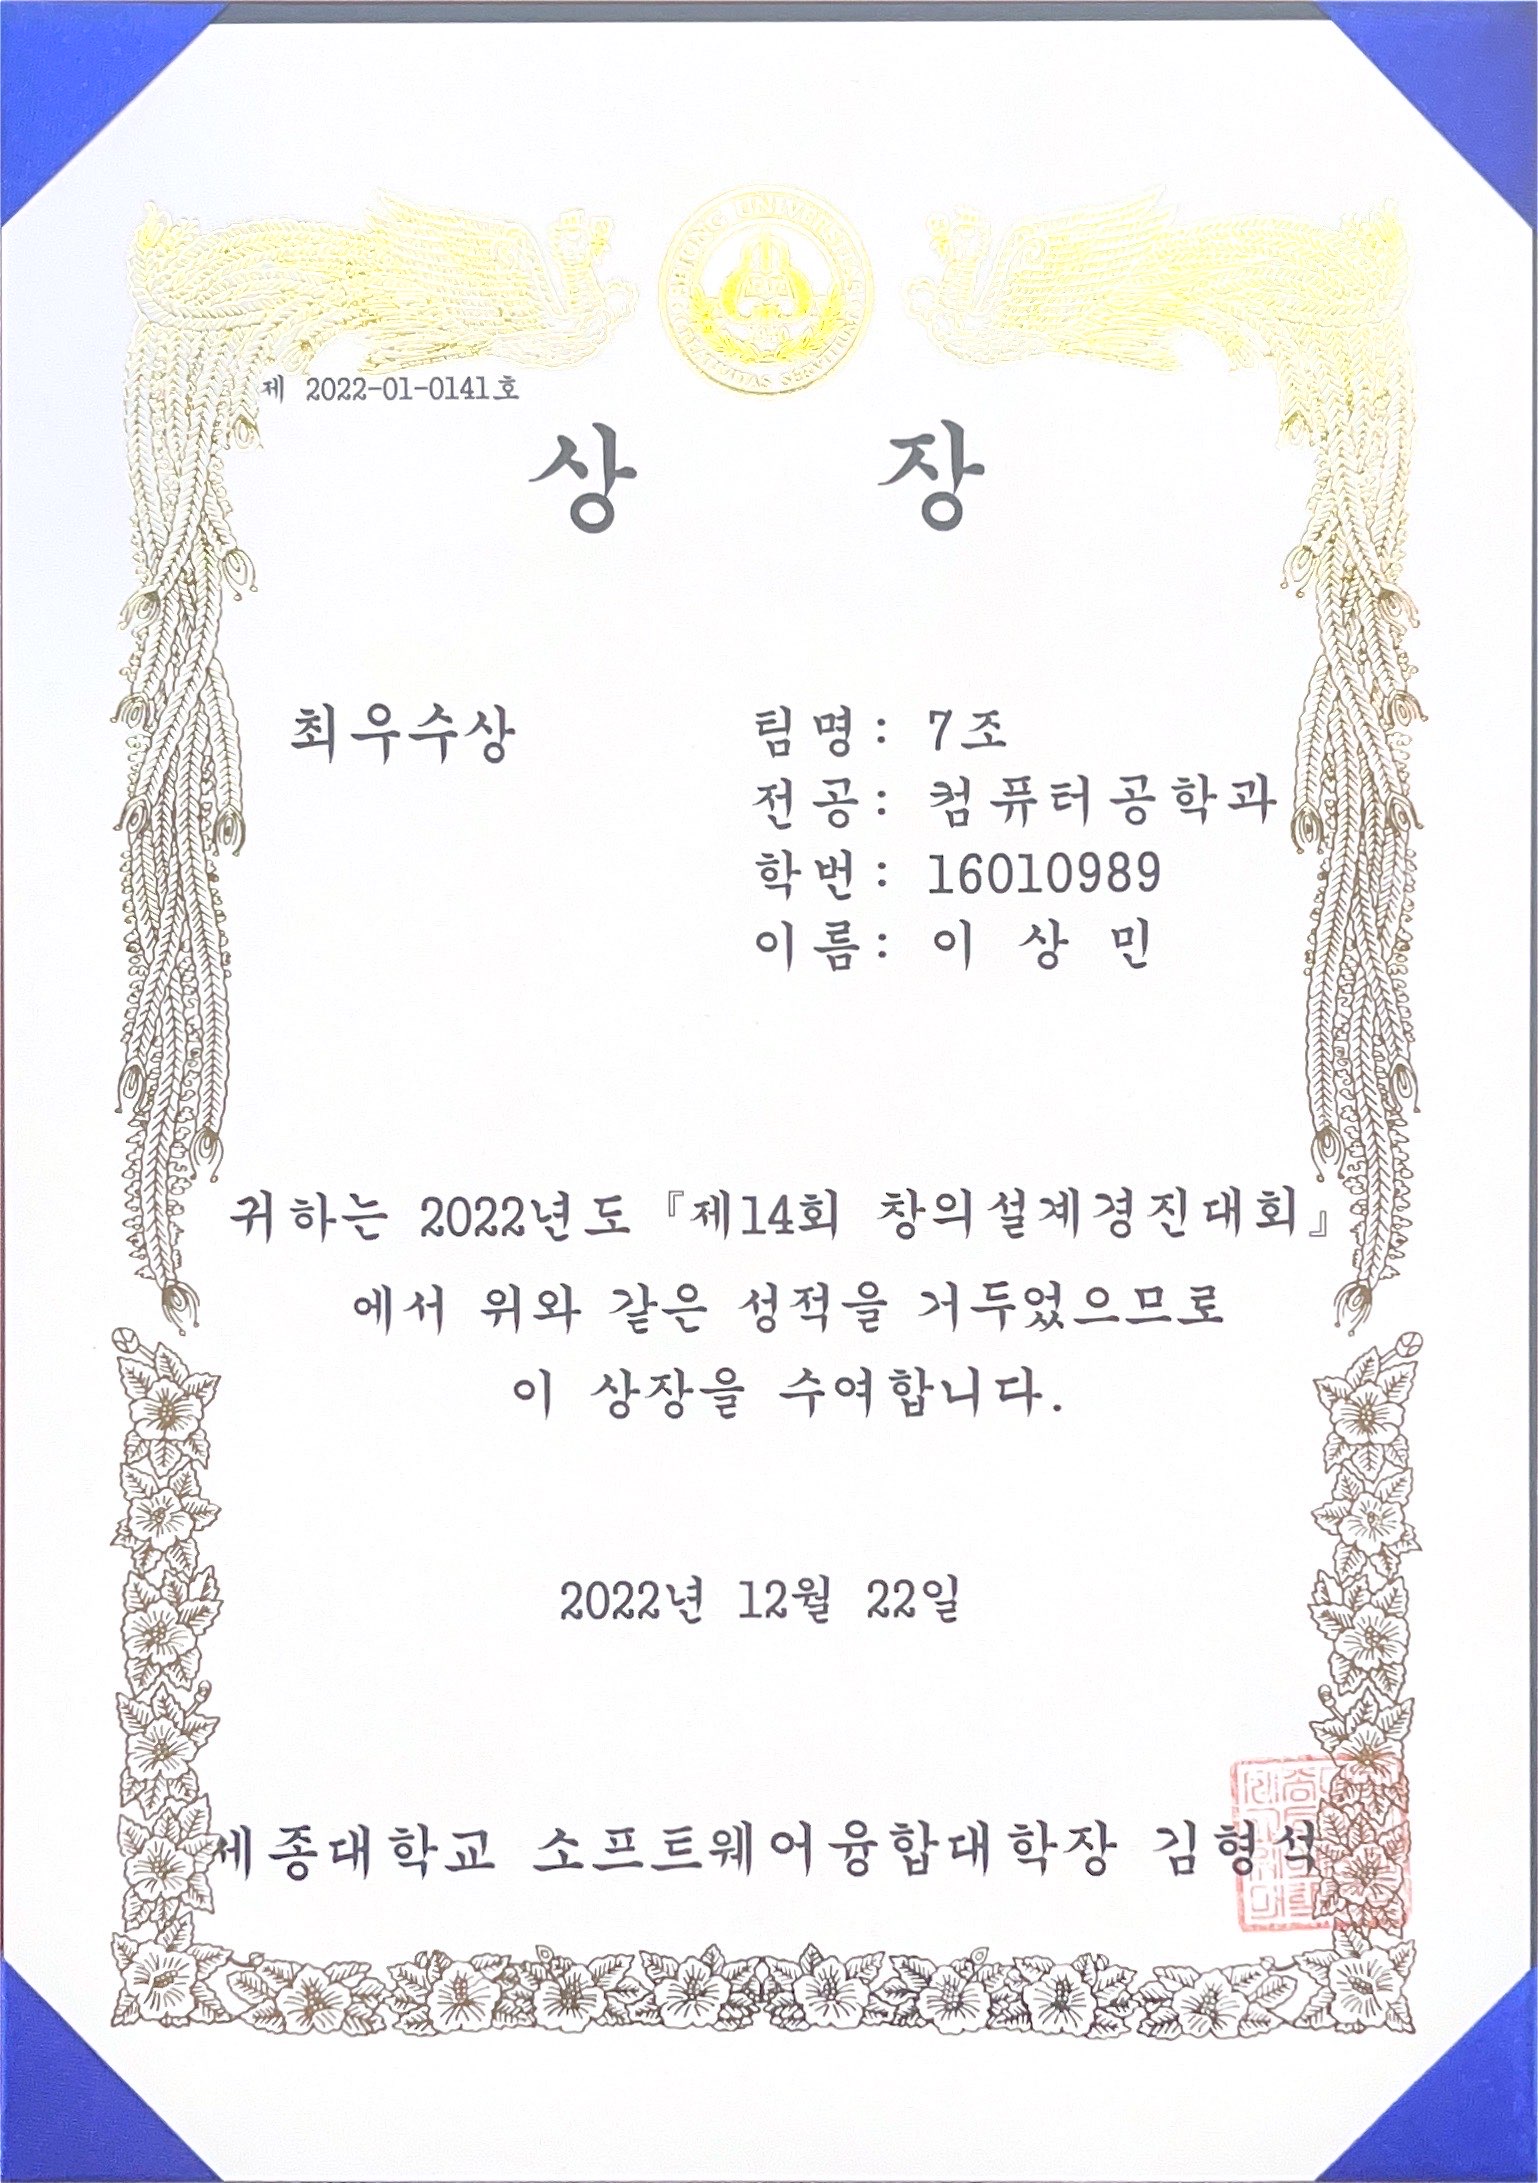 제 2022-01-0141호
상 장
최우수상
팀명: 7조
전공: 컴퓨터공학과
학번: 16010989
이름: 이 상 민
귀하는 2022년도 『제14회 창의설계경진대회』
에서 위와 같은 성적을 거두었으므로
이 상장을 수여합니다.
2022년 12월 22일
세종대학교 소프트웨어융합대학장 김형석